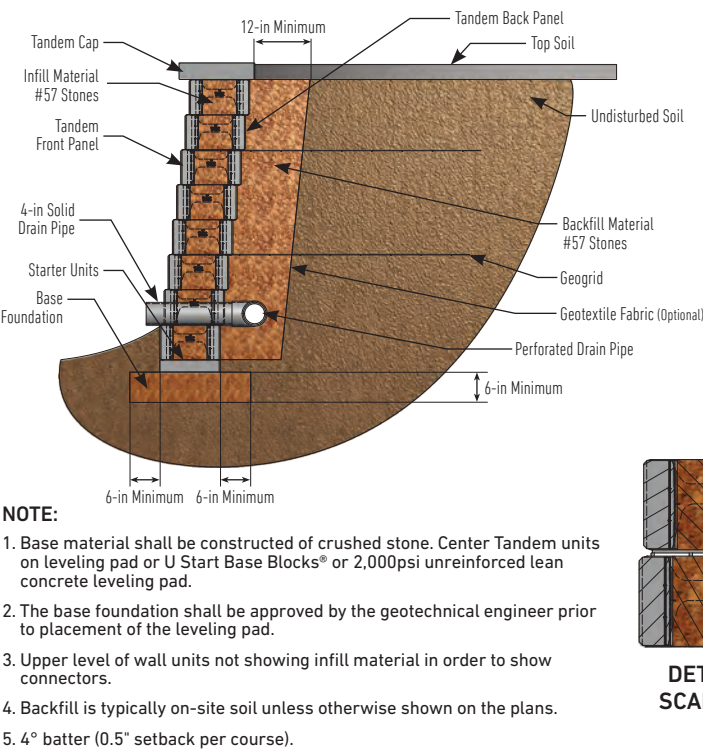 12-in Minimum
Tandem Back Panel
Tandem Cap
Top Soil
Infill Material
#57 Stones
Undisturbed Soil
Tandem
Front Panel
4-in Solid
Drain Pipe
Backfill Material
#57 Stones
Starter Units
Geogrid
Base
Foundation
Geotextile Fabric (Optional)
Perforated Drain Pipe
6-in Minimum
6-in Minimum 6-in Minimum
NOTE:
1. Base material shall be constructed of crushed stone. Center Tandem units
on leveling pad or U Start Base Blocks® or 2,000psi unreinforced lean
concrete leveling pad.
2. The base foundation shall be approved by the geotechnical engineer prior
to placement of the leveling pad.
3. Upper level of wall units not showing infill material in order to show
connectors.
4. Backfill is typically on-site soil unless otherwise shown on the plans.
5. 4° batter (0.5" setback per course).
DET
SCA